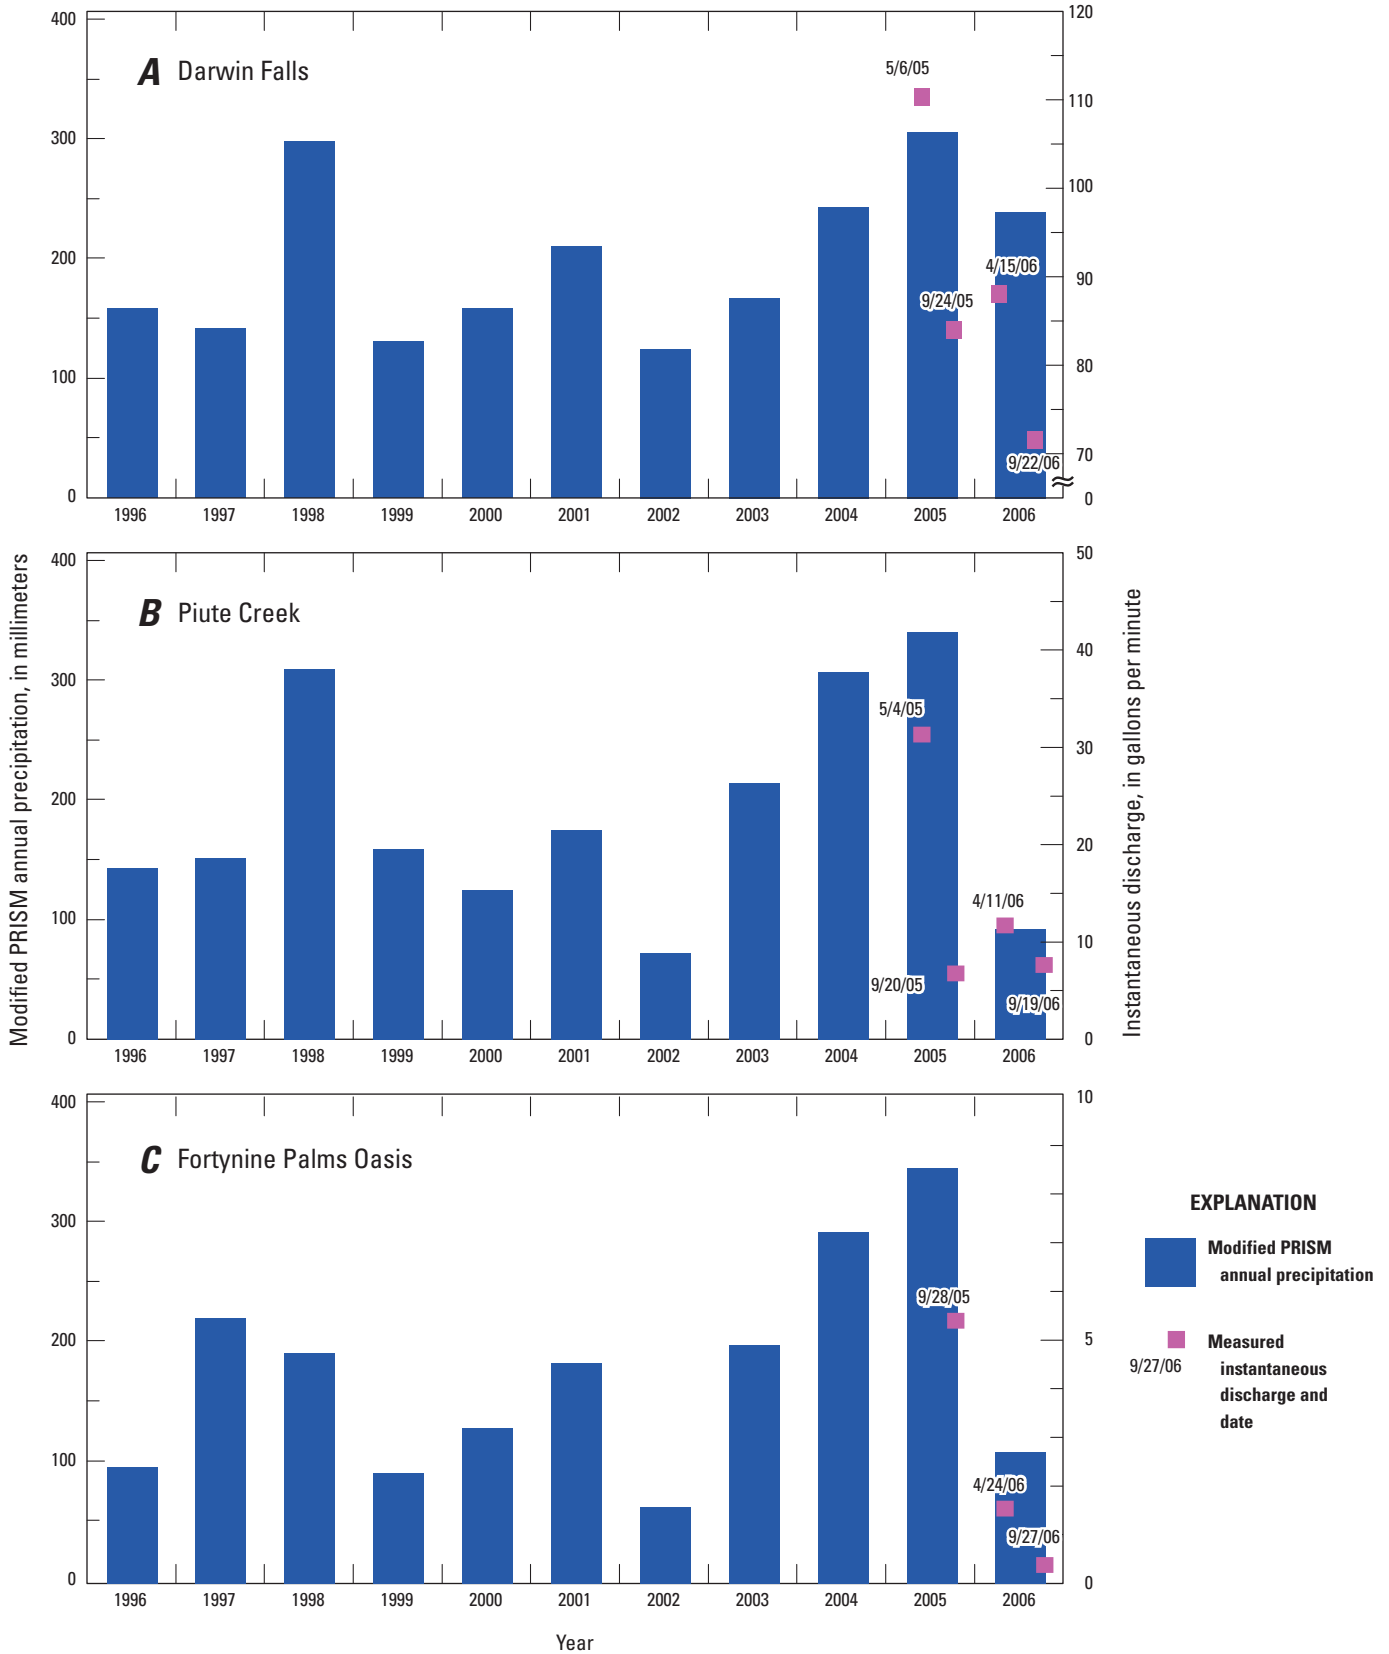 Modified PRISM annual precipitation, in millimeters
Instantaneous discharge, in gallons per minute
A Darwin Falls
400
300
200
100
0
120
110
100
90
80
70
0
5/6/05
9/24/05
4/15/06
9/22/06
1996 1997 1998 1999 2000 2001 2002 2003 2004 2005 2006
B Piute Creek
400
300
200
100
0
50
40
30
20
10
0
5/4/05
9/20/05
4/11/06
9/19/06
1996 1997 1998 1999 2000 2001 2002 2003 2004 2005 2006
C Fortynine Palms Oasis
400
300
200
100
0
10
5
0
9/28/05
4/24/06
9/27/06
1996 1997 1998 1999 2000 2001 2002 2003 2004 2005 2006
Year
EXPLANATION
Modified PRISM
annual precipitation
9/27/06
Measured
instantaneous
discharge and
date